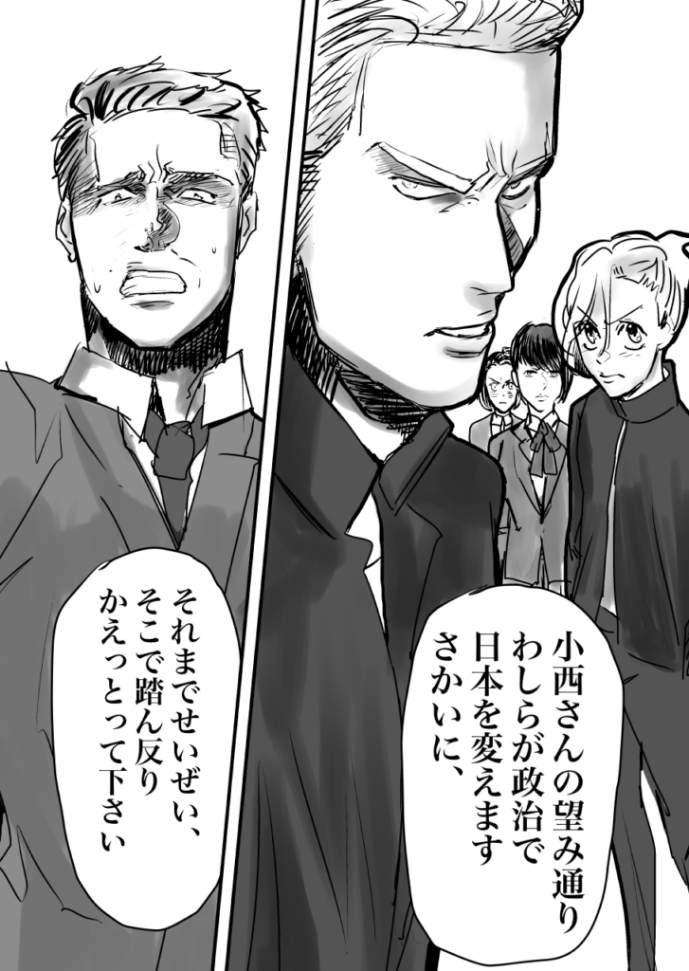 小西さんの望み通り
わしらが政治で
日本を変えます
さかいに、
それまでせいぜい、
そこで踏ん反り
かえっとって下さい